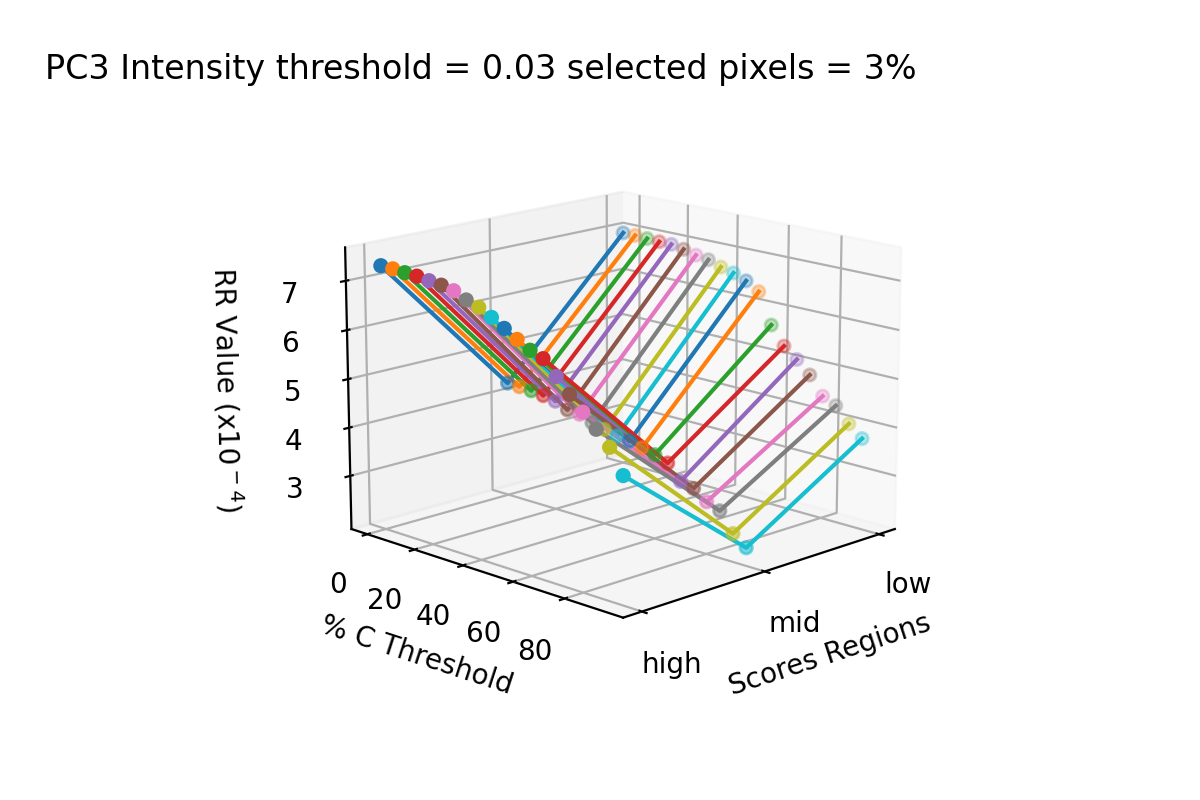 PC3 Intensity threshold = 0.03 selected pixels = 3%
RR Value (x10⁻⁴)
7
6
5
4
3
0
20
40
60
80
% C Threshold
high
mid
low
Scores Regions